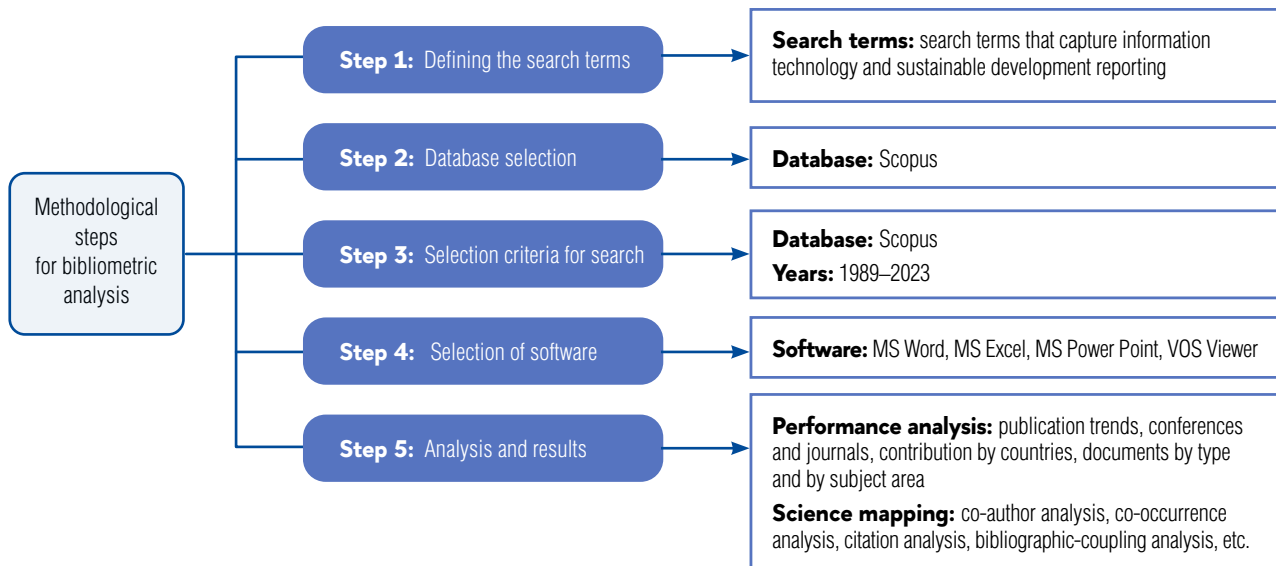 Methodological
steps
for bibliometric
analysis
Step 1: Defining the search terms
Search terms: search terms that capture information
technology and sustainable development reporting
Step 2: Database selection
Database: Scopus
Step 3: Selection criteria for search
Database: Scopus
Years: 1989–2023
Step 4: Selection of software
Software: MS Word, MS Excel, MS Power Point, VOS Viewer
Step 5: Analysis and results
Performance analysis: publication trends, conferences
and journals, contribution by countries, documents by type
and by subject area
Science mapping: co-author analysis, co-occurrence
analysis, citation analysis, bibliographic-coupling analysis, etc.